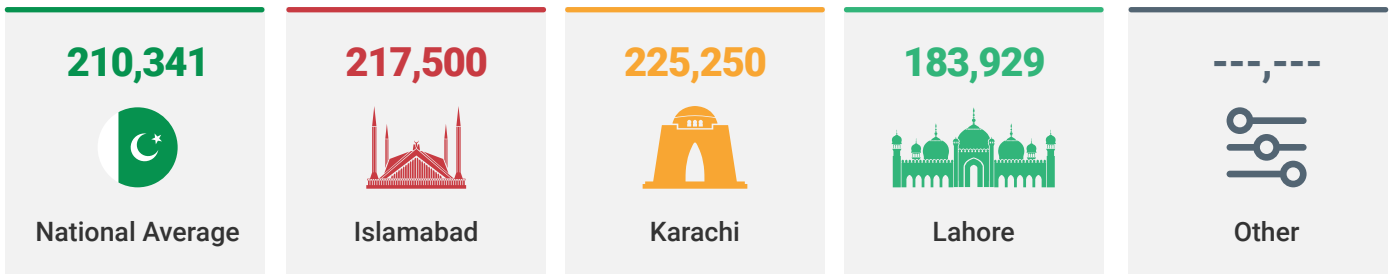 210,341
National Average
217,500
Islamabad
225,250
Karachi
183,929
Lahore
---,---
Other